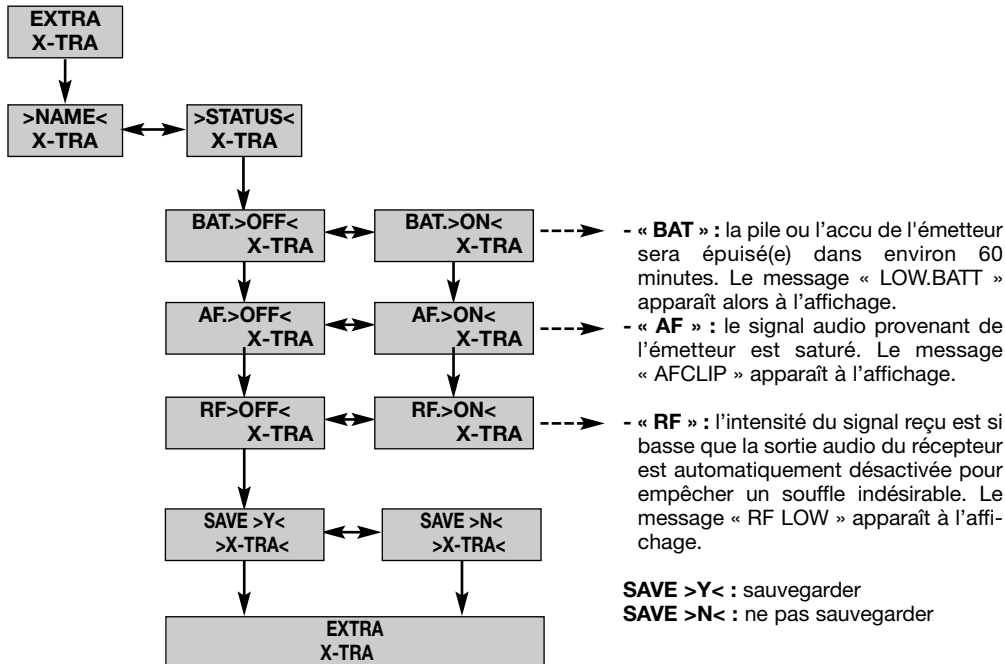 EXTRA
X-TRA
>NAME<
X-TRA
>STATUS<
X-TRA
BAT.>OFF<
X-TRA
BAT.>ON<
X-TRA
- « BAT » : la pile ou l’accu de l'émetteur
sera épuisé(e) dans environ 60
minutes. Le message « LOW.BATT »
apparaît alors à l’affichage.
AF.>OFF<
X-TRA
AF.>ON<
X-TRA
- « AF » : le signal audio provenant de
l’émetteur est saturé. Le message
« AFCLIP » apparaît à l’affichage.
RF>OFF<
X-TRA
RF.>ON<
X-TRA
- « RF » : l’intensité du signal reçu est si
basse que la sortie audio du récepteur
est automatiquement désactivée pour
empêcher un souffle indésirable. Le
message « RF LOW » apparaît à l’affi-
chage.
SAVE >Y<
>X-TRA<
SAVE >N<
>X-TRA<
SAVE >Y< : sauvegarder
SAVE >N< : ne pas sauvegarder
EXTRA
X-TRA